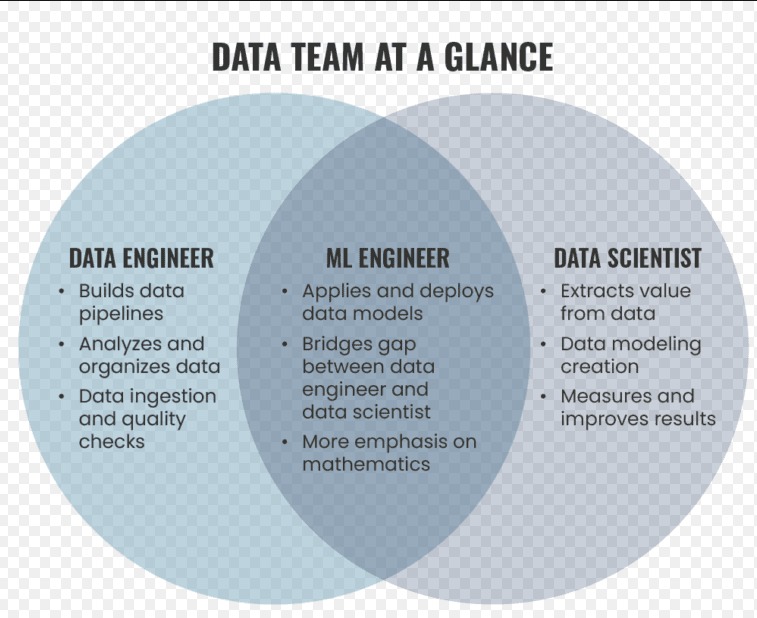 DATA TEAM AT A GLANCE
DATA ENGINEER
• Builds data
pipelines
• Analyzes and
organizes data
• Data ingestion
and quality
checks
ML ENGINEER
• Applies and deploys
data models
• Bridges gap
between data
engineer and
data scientist
• More emphasis on
mathematics
DATA SCIENTIST
• Extracts value
from data
• Data modeling
creation
• Measures and
improves results